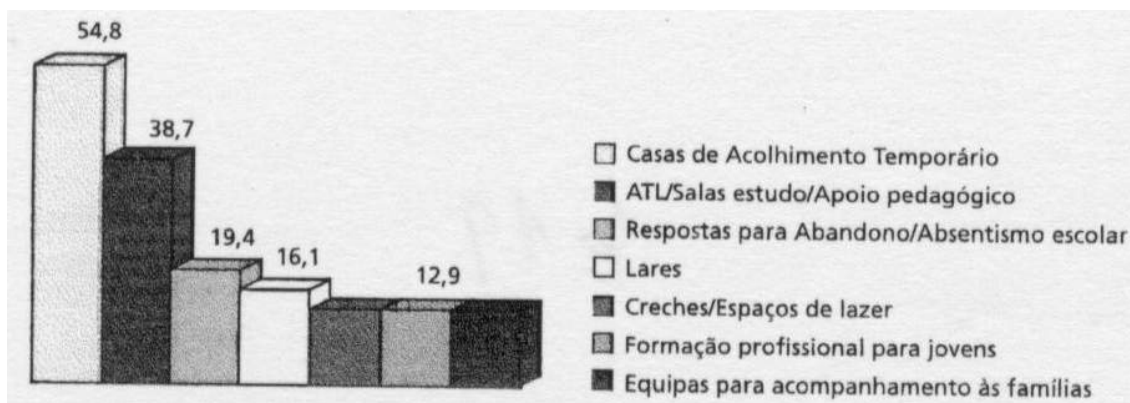 54,8
38,7
19,4
16,1
12,9
Casas de Acolhimento Temporário
ATL/Salas estudo/Apoio pedagógico
Respostas para Abandono/Absentismo escolar
Lares
Creches/Espaços de lazer
Formação profissional para jovens
Equipas para acompanhamento às famílias